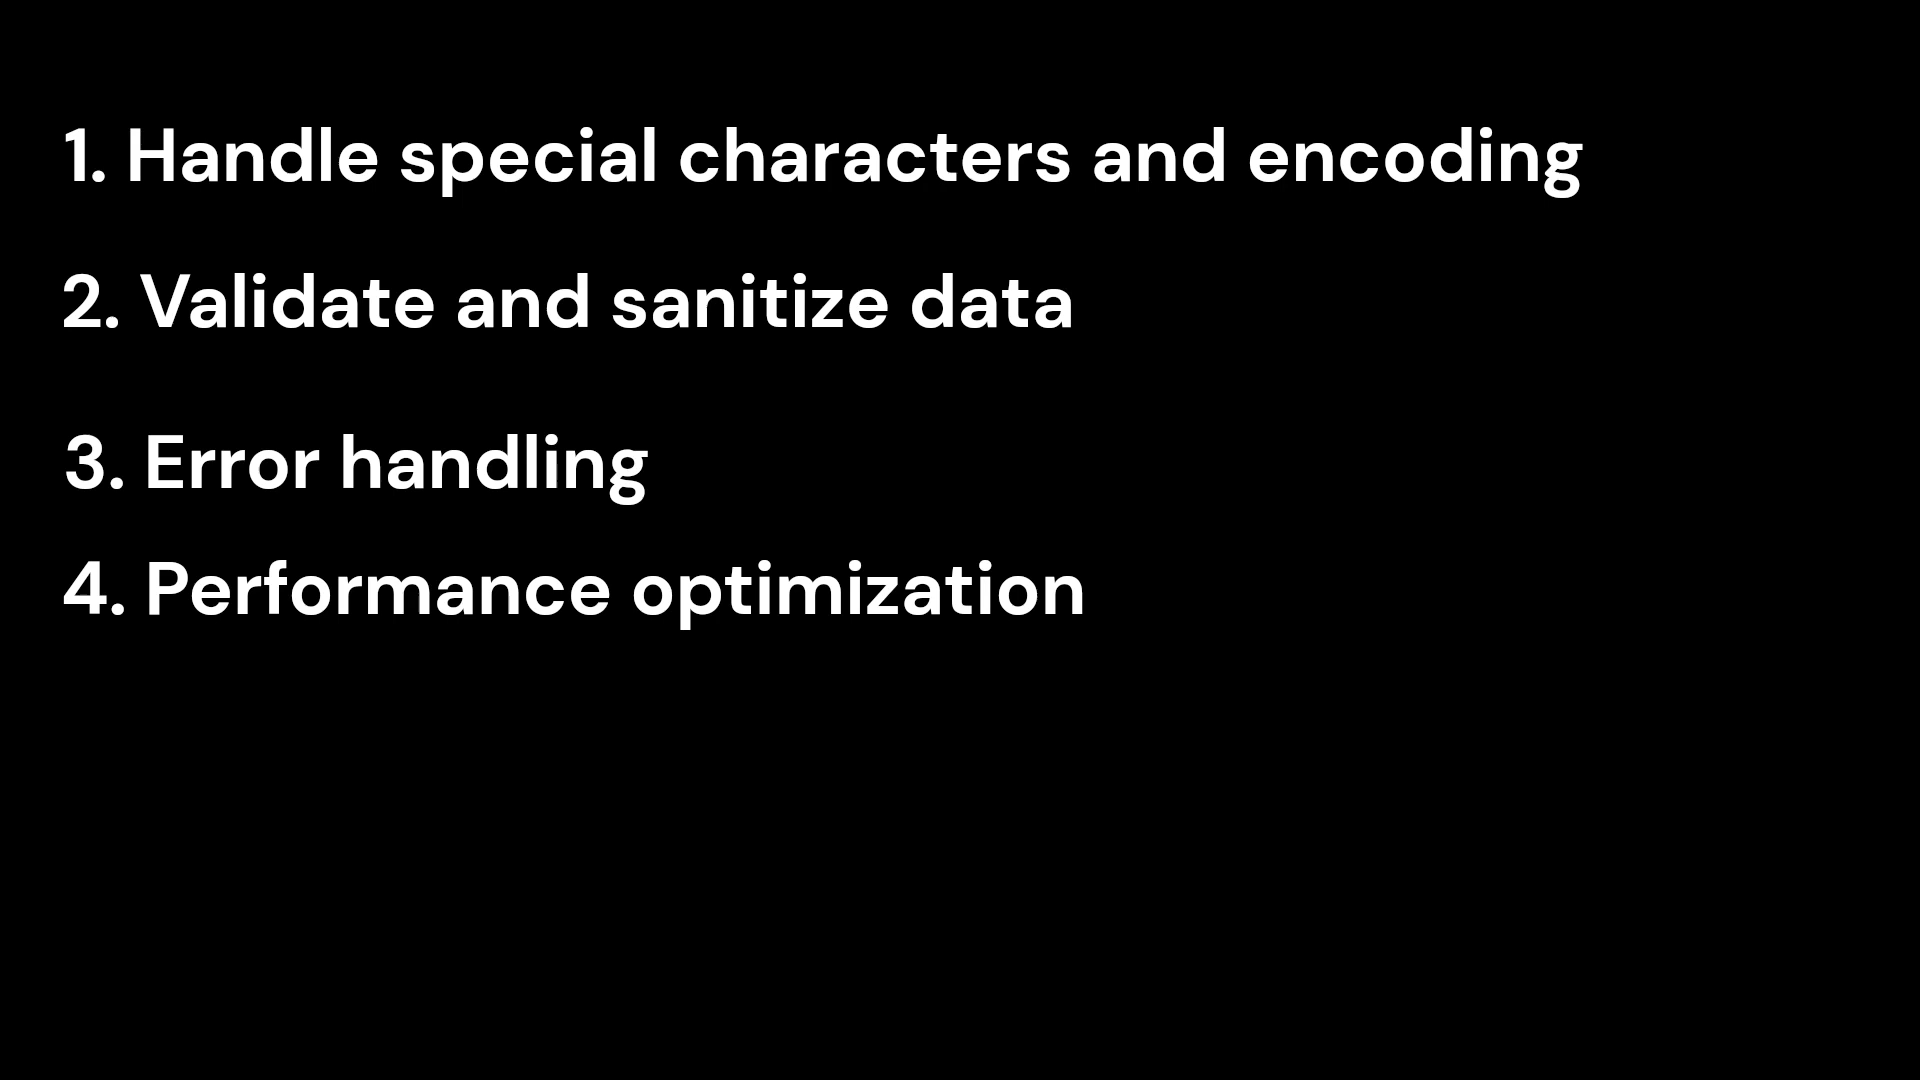 1. Handle special characters and encoding
2. Validate and sanitize data
3. Error handling
4. Performance optimization